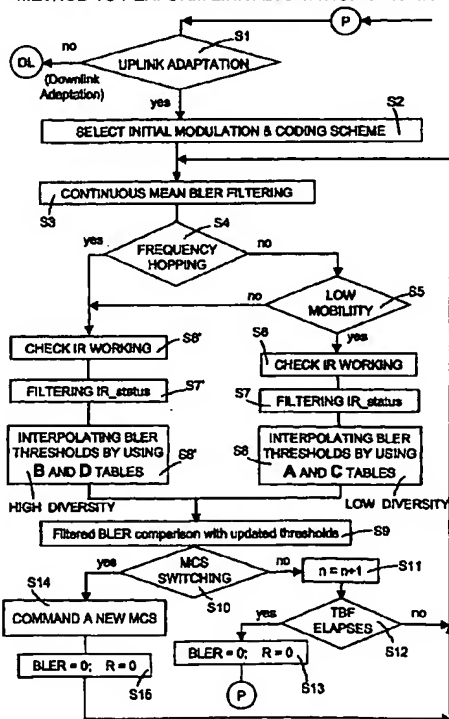 P
S1
no
DL
UPLINK ADAPTATION
(Downlink
Adaptation)
yes
S2
SELECT INITIAL MODULATION & CODING SCHEME
CONTINUOUS MEAN BLER FILTERING
S3
S4
yes
FREQUENCY
HOPPING
no
no
LOW
MOBILITY
S5
yes
S6'
CHECK IR WORKING
S6
CHECK IR WORKING
S7'
FILTERING IR_status
S7
FILTERING IR_status
INTERPOLATING BLER
THRESHOLDS BY USING
B AND D TABLES
S8'
INTERPOLATING BLER
THRESHOLDS BY USING
S8
A AND C TABLES
HIGH DIVERSITY
LOW DIVERSITY
Filtered BLER comparison with updated thresholds
S9
yes
MCS
SWITCHING
no
n = n+1
S11
S14
S10
COMMAND A NEW MCS
yes
TBF
ELAPSES
no
S12
BLER = 0; R = 0
S15
BLER = 0; R = 0
S13
P